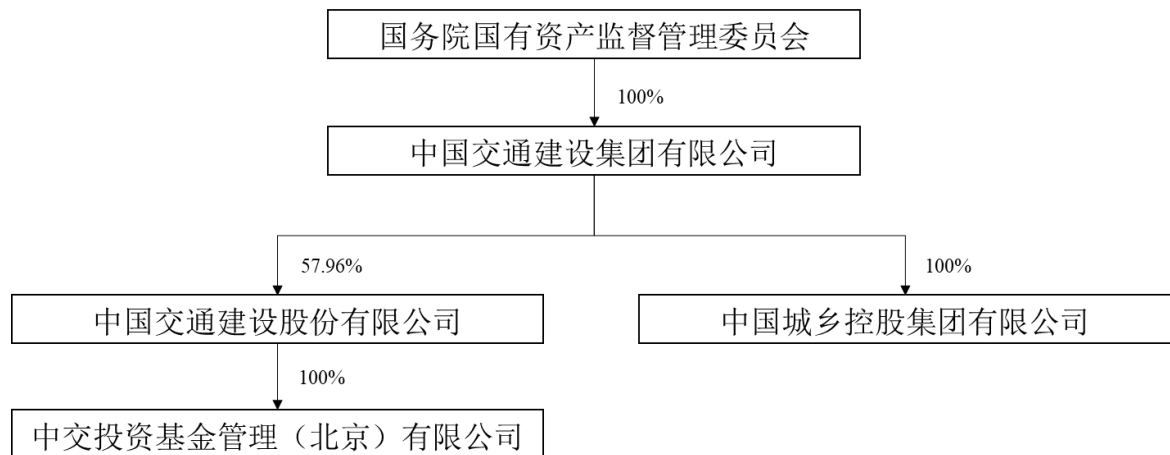 国务院国有资产监督管理委员会
100%
中国交通建设集团有限公司
57.96%
100%
中国交通建设股份有限公司
中国城乡控股集团有限公司
100%
中交投资基金管理（北京）有限公司